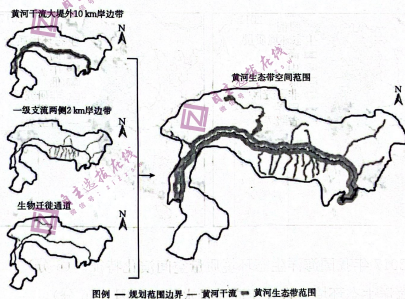 黄河干流大堤外10 km岸边带
N
黄河生态带空间范围
N
一级支流两侧2 km岸边带
N
生物迁徙通道
N
图例 — 规划范围边界 — 黄河干流 ═ 黄河生态带范围